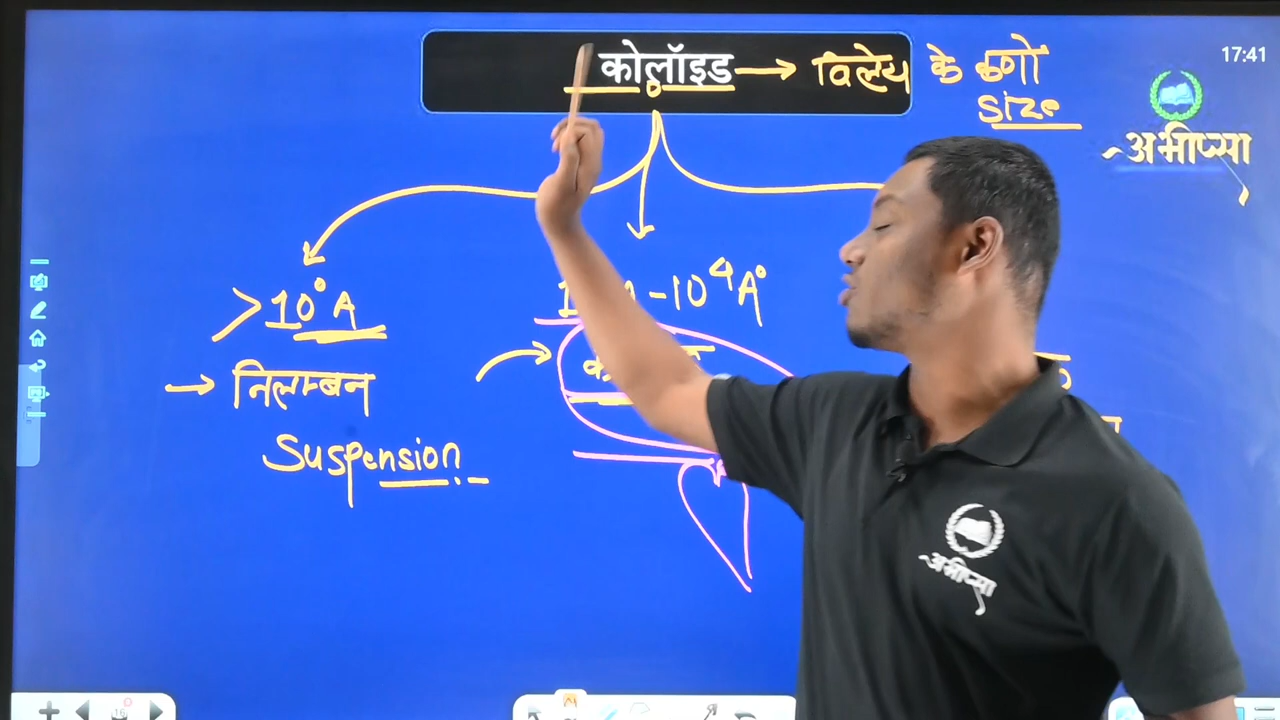 17:41
कोलॉइड → विलेय के कणो
size
अभीप्सा
> 10°A
- 10⁴A°
→ निलम्बन
Suspension
अभीप्सा